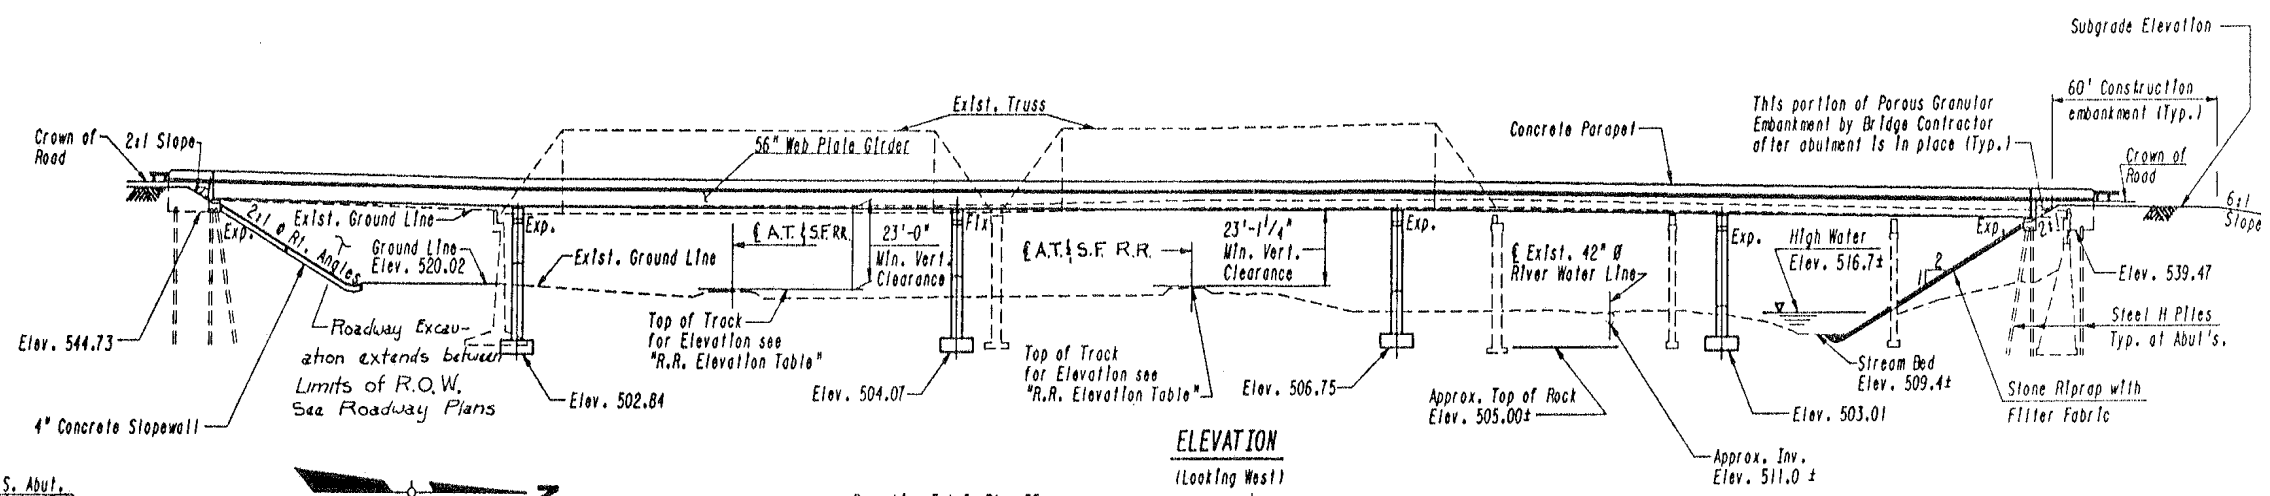 Subgrade Elevation
Exist. Truss
This portion of Porous Granular
Embankment by Bridge Contractor
after abutment is in place (Typ.)
60' Construction
embankment (Typ.)
Crown of
Road
2:1 Slope
56" Web Plate Girder
Concrete Parapet
Crown of
Road
6:1
Slope
Exist. Ground Line
Exp.
2:1 @ Rt. Angles
Ground Line
Elev. 520.02
Exp.
Exist. Ground Line
℄ A.T. & S.F. RR.
23'-0"
Min. Vert.
Clearance
Fix
℄ A.T. & S.F. R.R.
23'-1 1/4"
Min. Vert.
Clearance
Exp.
℄ Exist. 42" Ø
River Water Line
Exp.
High Water
Elev. 516.7±
Exp.
2:1
1
2
Elev. 539.47
Elev. 544.73
Roadway Excav-
ation extends between
Limits of R.O.W.
See Roadway Plans
4" Concrete Slopewall
Elev. 502.84
Top of Track
for Elevation see
"R.R. Elevation Table"
Elev. 504.07
Top of Track
for Elevation see
"R.R. Elevation Table"
Elev. 506.75
Approx. Top of Rock
Elev. 505.00±
Elev. 503.01
Stream Bed
Elev. 509.4±
Steel H Piles
Typ. at Abut's.
Stone Riprap with
Filter Fabric
Approx. Inv.
Elev. 511.0 ±
ELEVATION
(Looking West)
S. Abut.